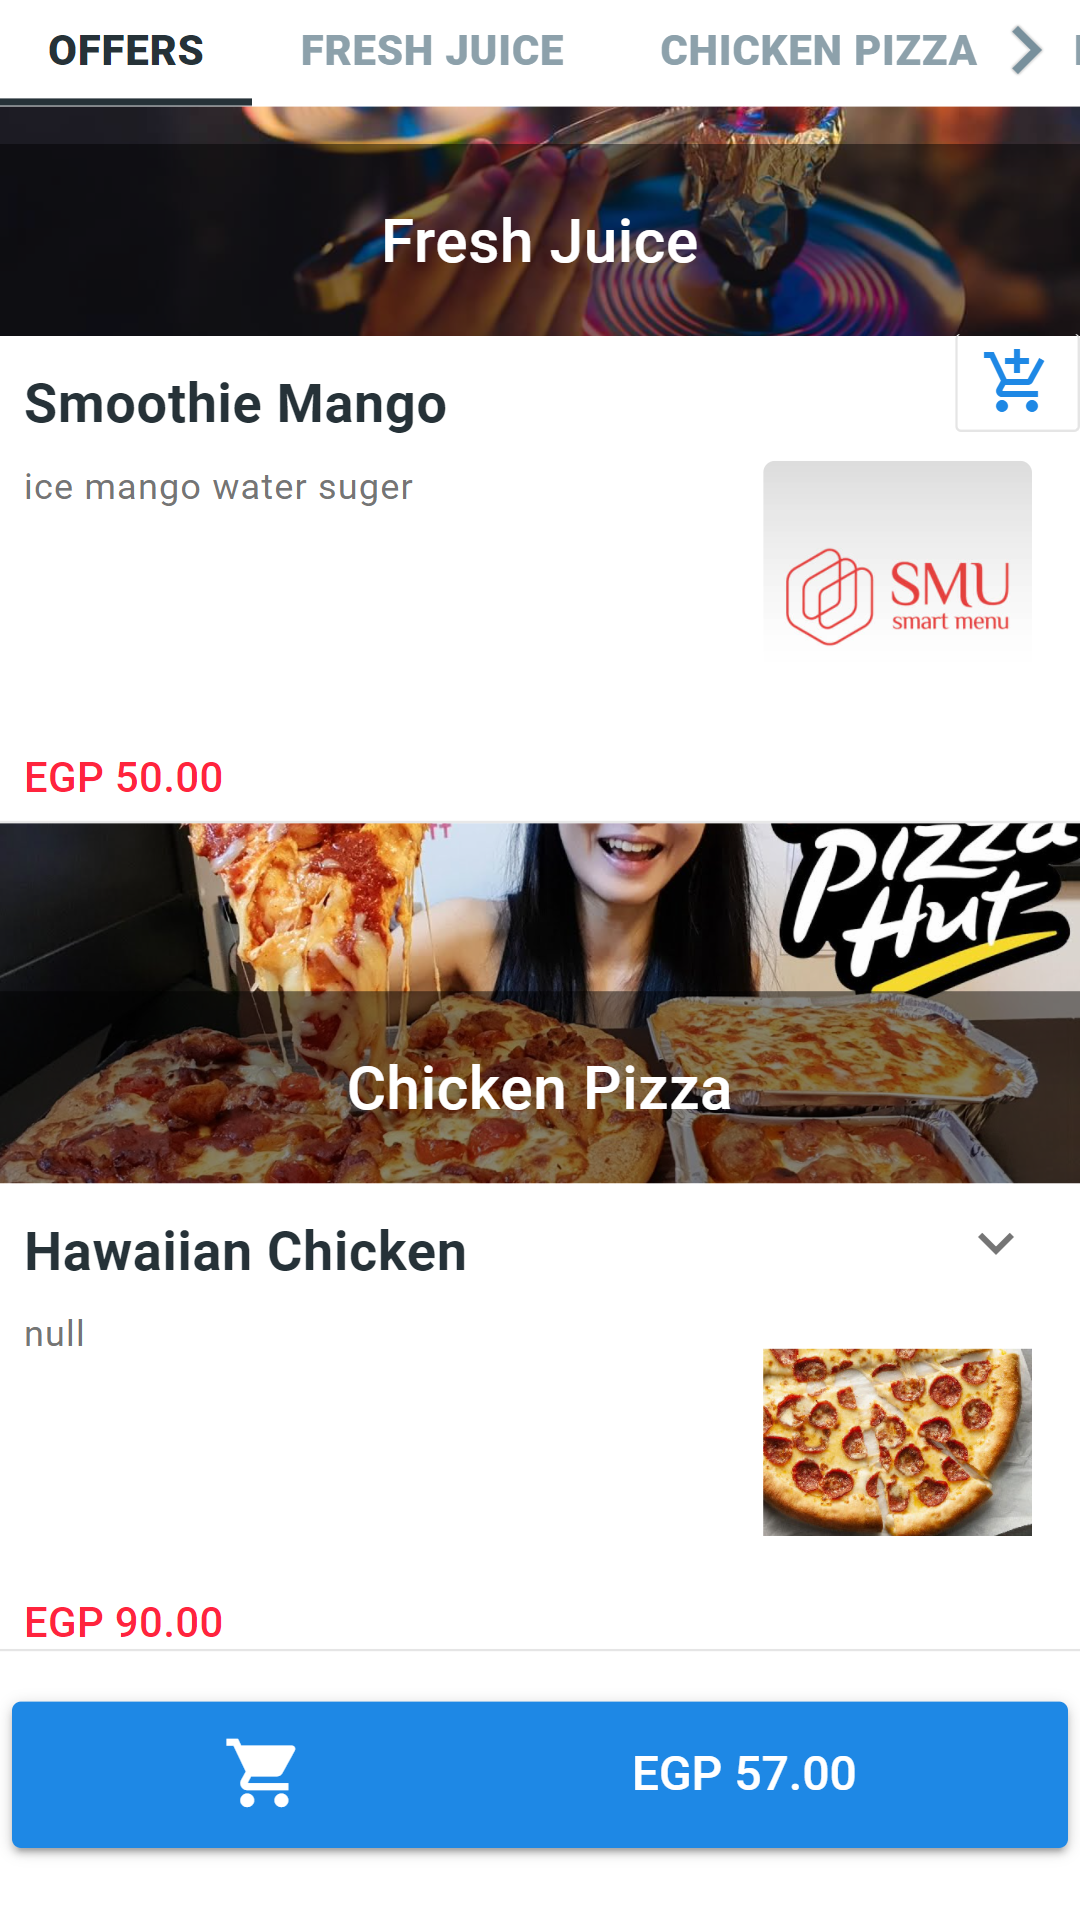 OFFERS FRESH JUICE CHICKEN PIZZA
Fresh Juice
Smoothie Mango
ice mango water suger
SMU
smart menu
EGP 50.00
Pizza
Hut
Chicken Pizza
Hawaiian Chicken
null
EGP 90.00
EGP 57.00